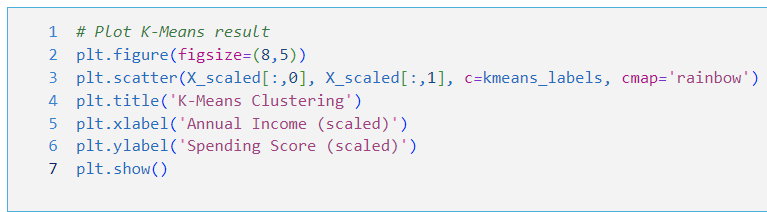 1 # Plot K-Means result
2 plt.figure(figsize=(8,5))
3 plt.scatter(X_scaled[:,0], X_scaled[:,1], c=kmeans_labels, cmap='rainbow')
4 plt.title('K-Means Clustering')
5 plt.xlabel('Annual Income (scaled)')
6 plt.ylabel('Spending Score (scaled)')
7 plt.show()